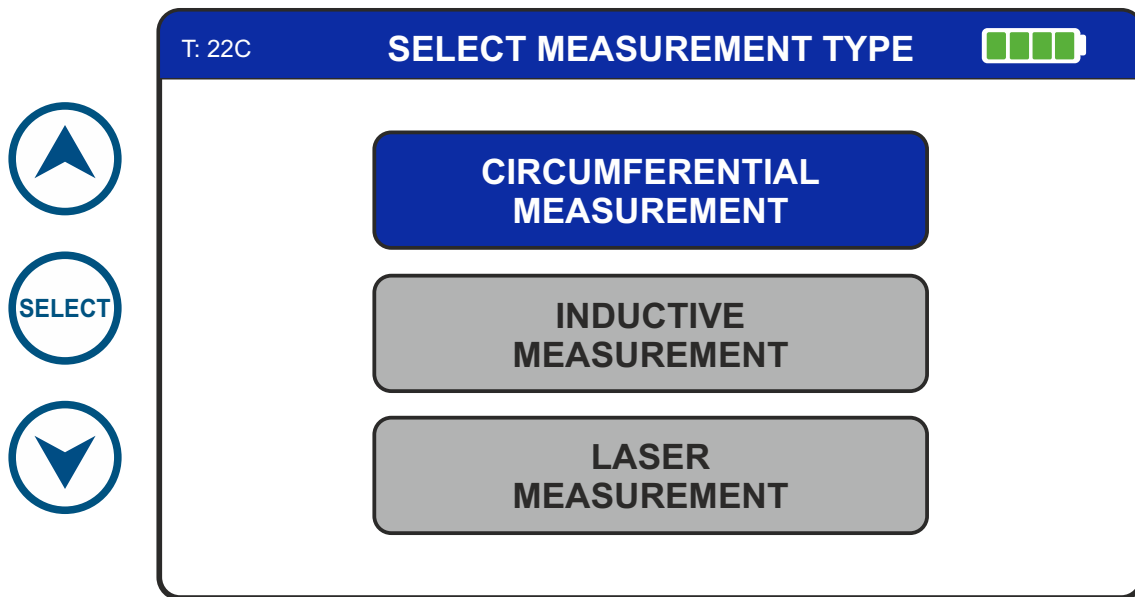 T: 22C
SELECT MEASUREMENT TYPE
CIRCUMFERENTIAL
MEASUREMENT
SELECT
INDUCTIVE
MEASUREMENT
LASER
MEASUREMENT